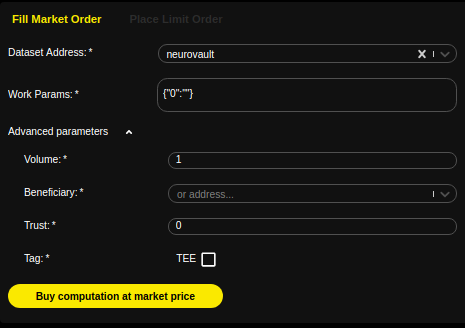 Fill Market Order Place Limit Order
Dataset Address: * neurovault
Work Params: * {"0":""}
Advanced parameters
Volume: * 1
Beneficiary: * or address...
Trust: * 0
Tag: * TEE
Buy computation at market price